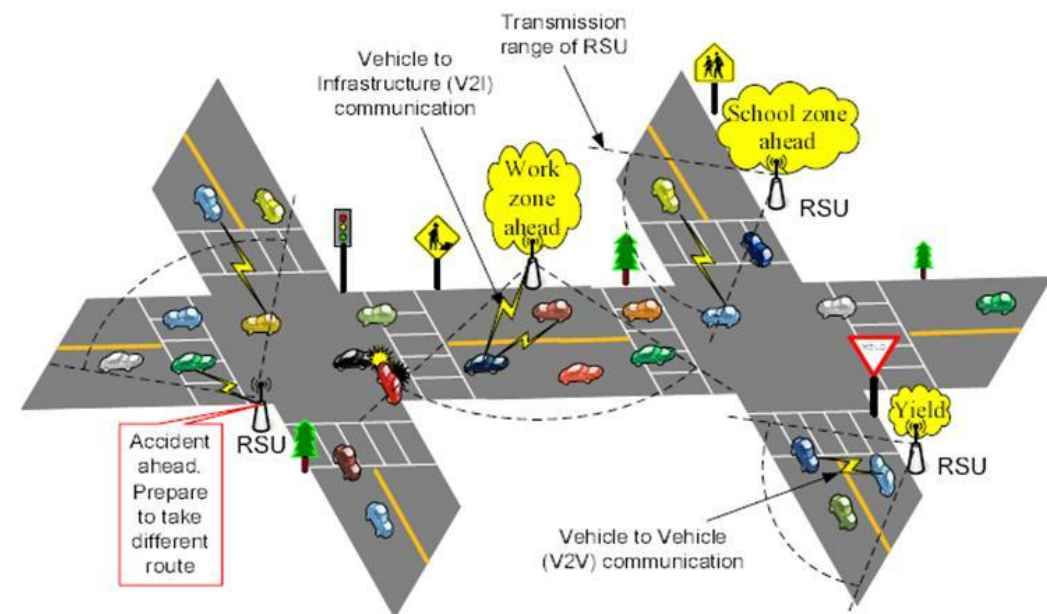 Transmission
range of RSU
Vehicle to
Infrastructure (V2I)
communication
School zone
ahead
RSU
Work
zone
ahead
YIELD
Yield
RSU
RSU
Accident
ahead.
Prepare
to take
different
route
Vehicle to Vehicle
(V2V) communication